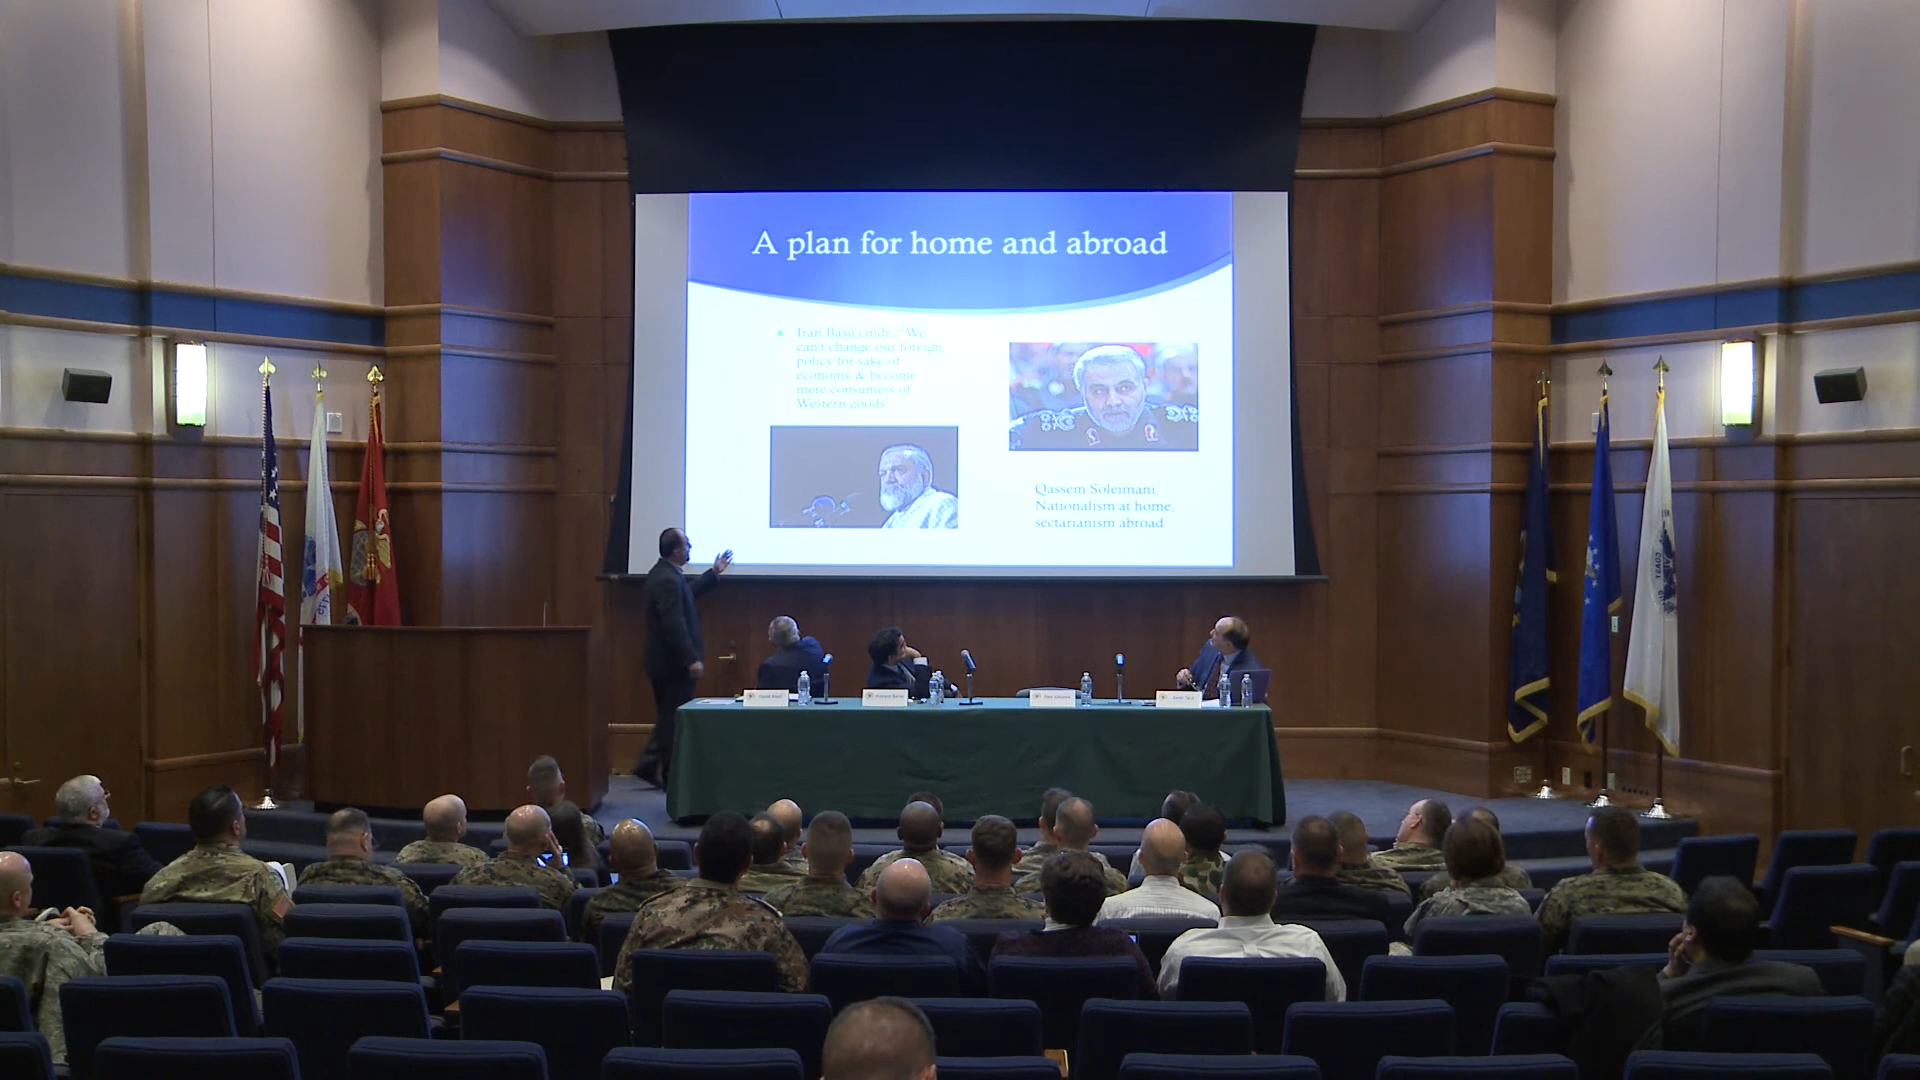 A plan for home and abroad
Iran Basij cmdr: "We
can't change our foreign
policy for sake of
economy & become
mere consumers of
Western goods"
Qassem Soleimani:
Nationalism at home,
sectarianism abroad
COAST